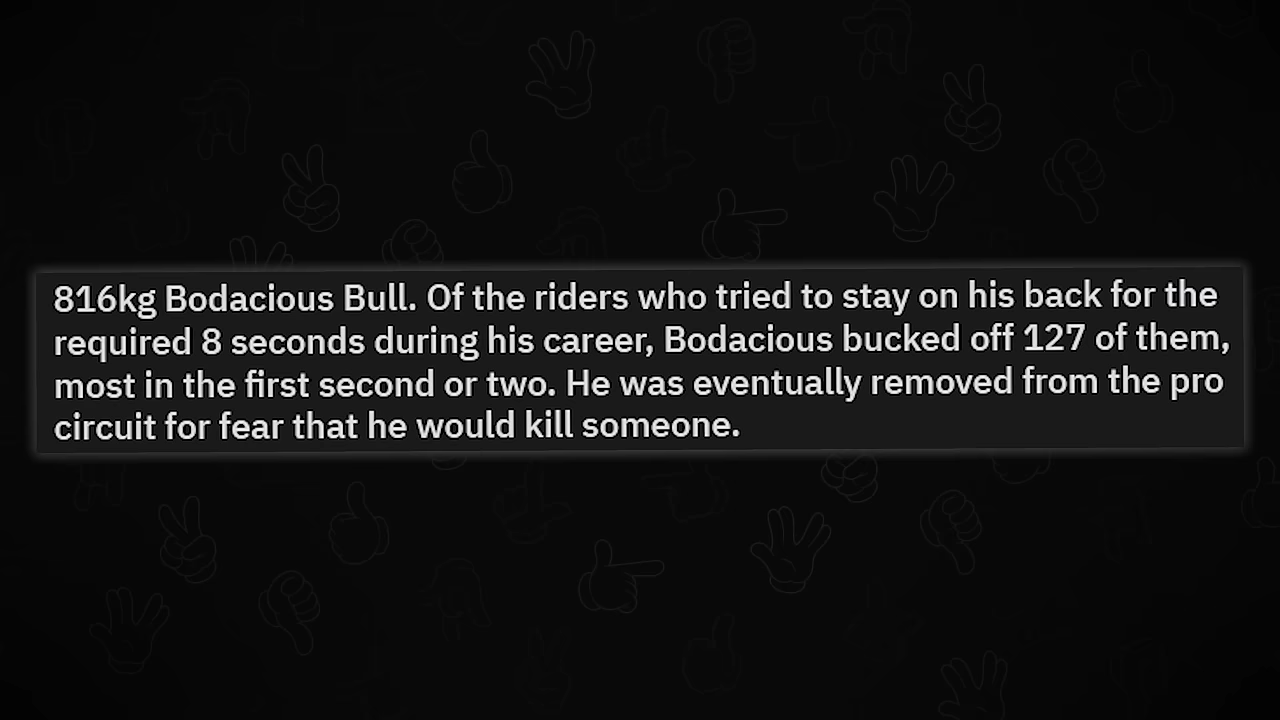 816kg Bodacious Bull. Of the riders who tried to stay on his back for the
required 8 seconds during his career, Bodacious bucked off 127 of them,
most in the first second or two. He was eventually removed from the pro
circuit for fear that he would kill someone.